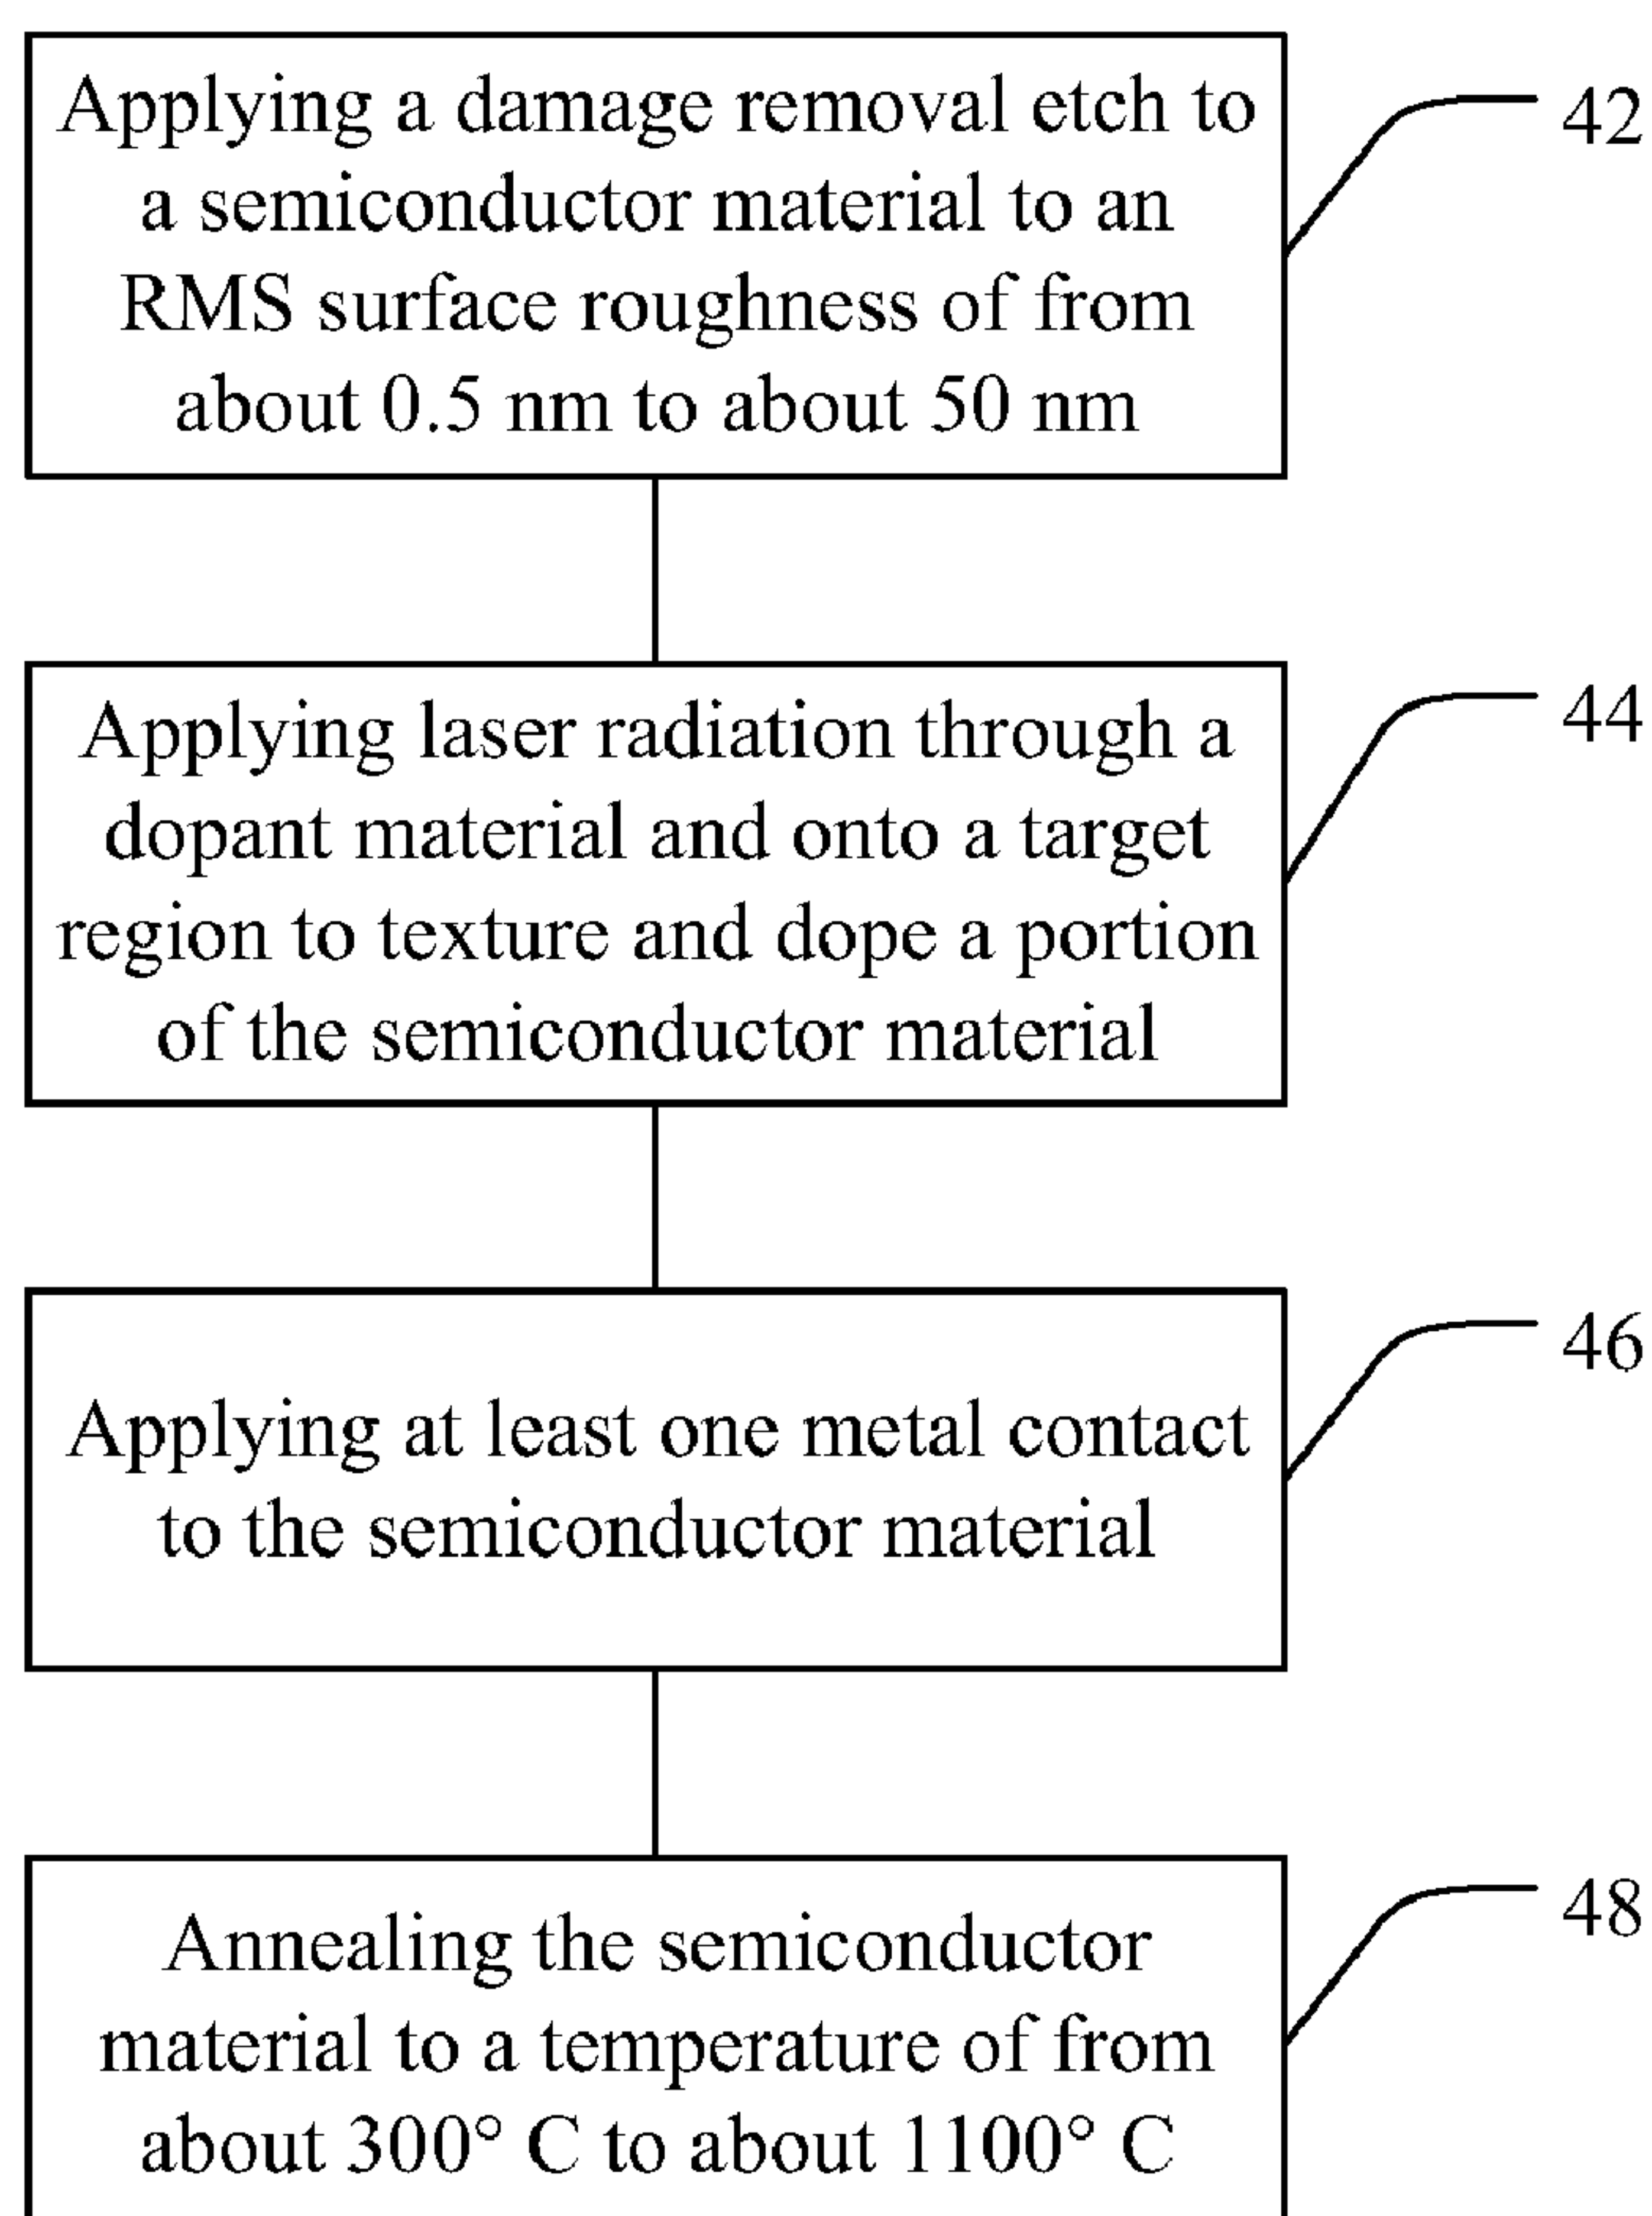 Applying a damage removal etch to
a semiconductor material to an
RMS surface roughness of from
about 0.5 nm to about 50 nm
42
Applying laser radiation through a
dopant material and onto a target
region to texture and dope a portion
of the semiconductor material
44
Applying at least one metal contact
to the semiconductor material
46
Annealing the semiconductor
material to a temperature of from
about 300° C to about 1100° C
48